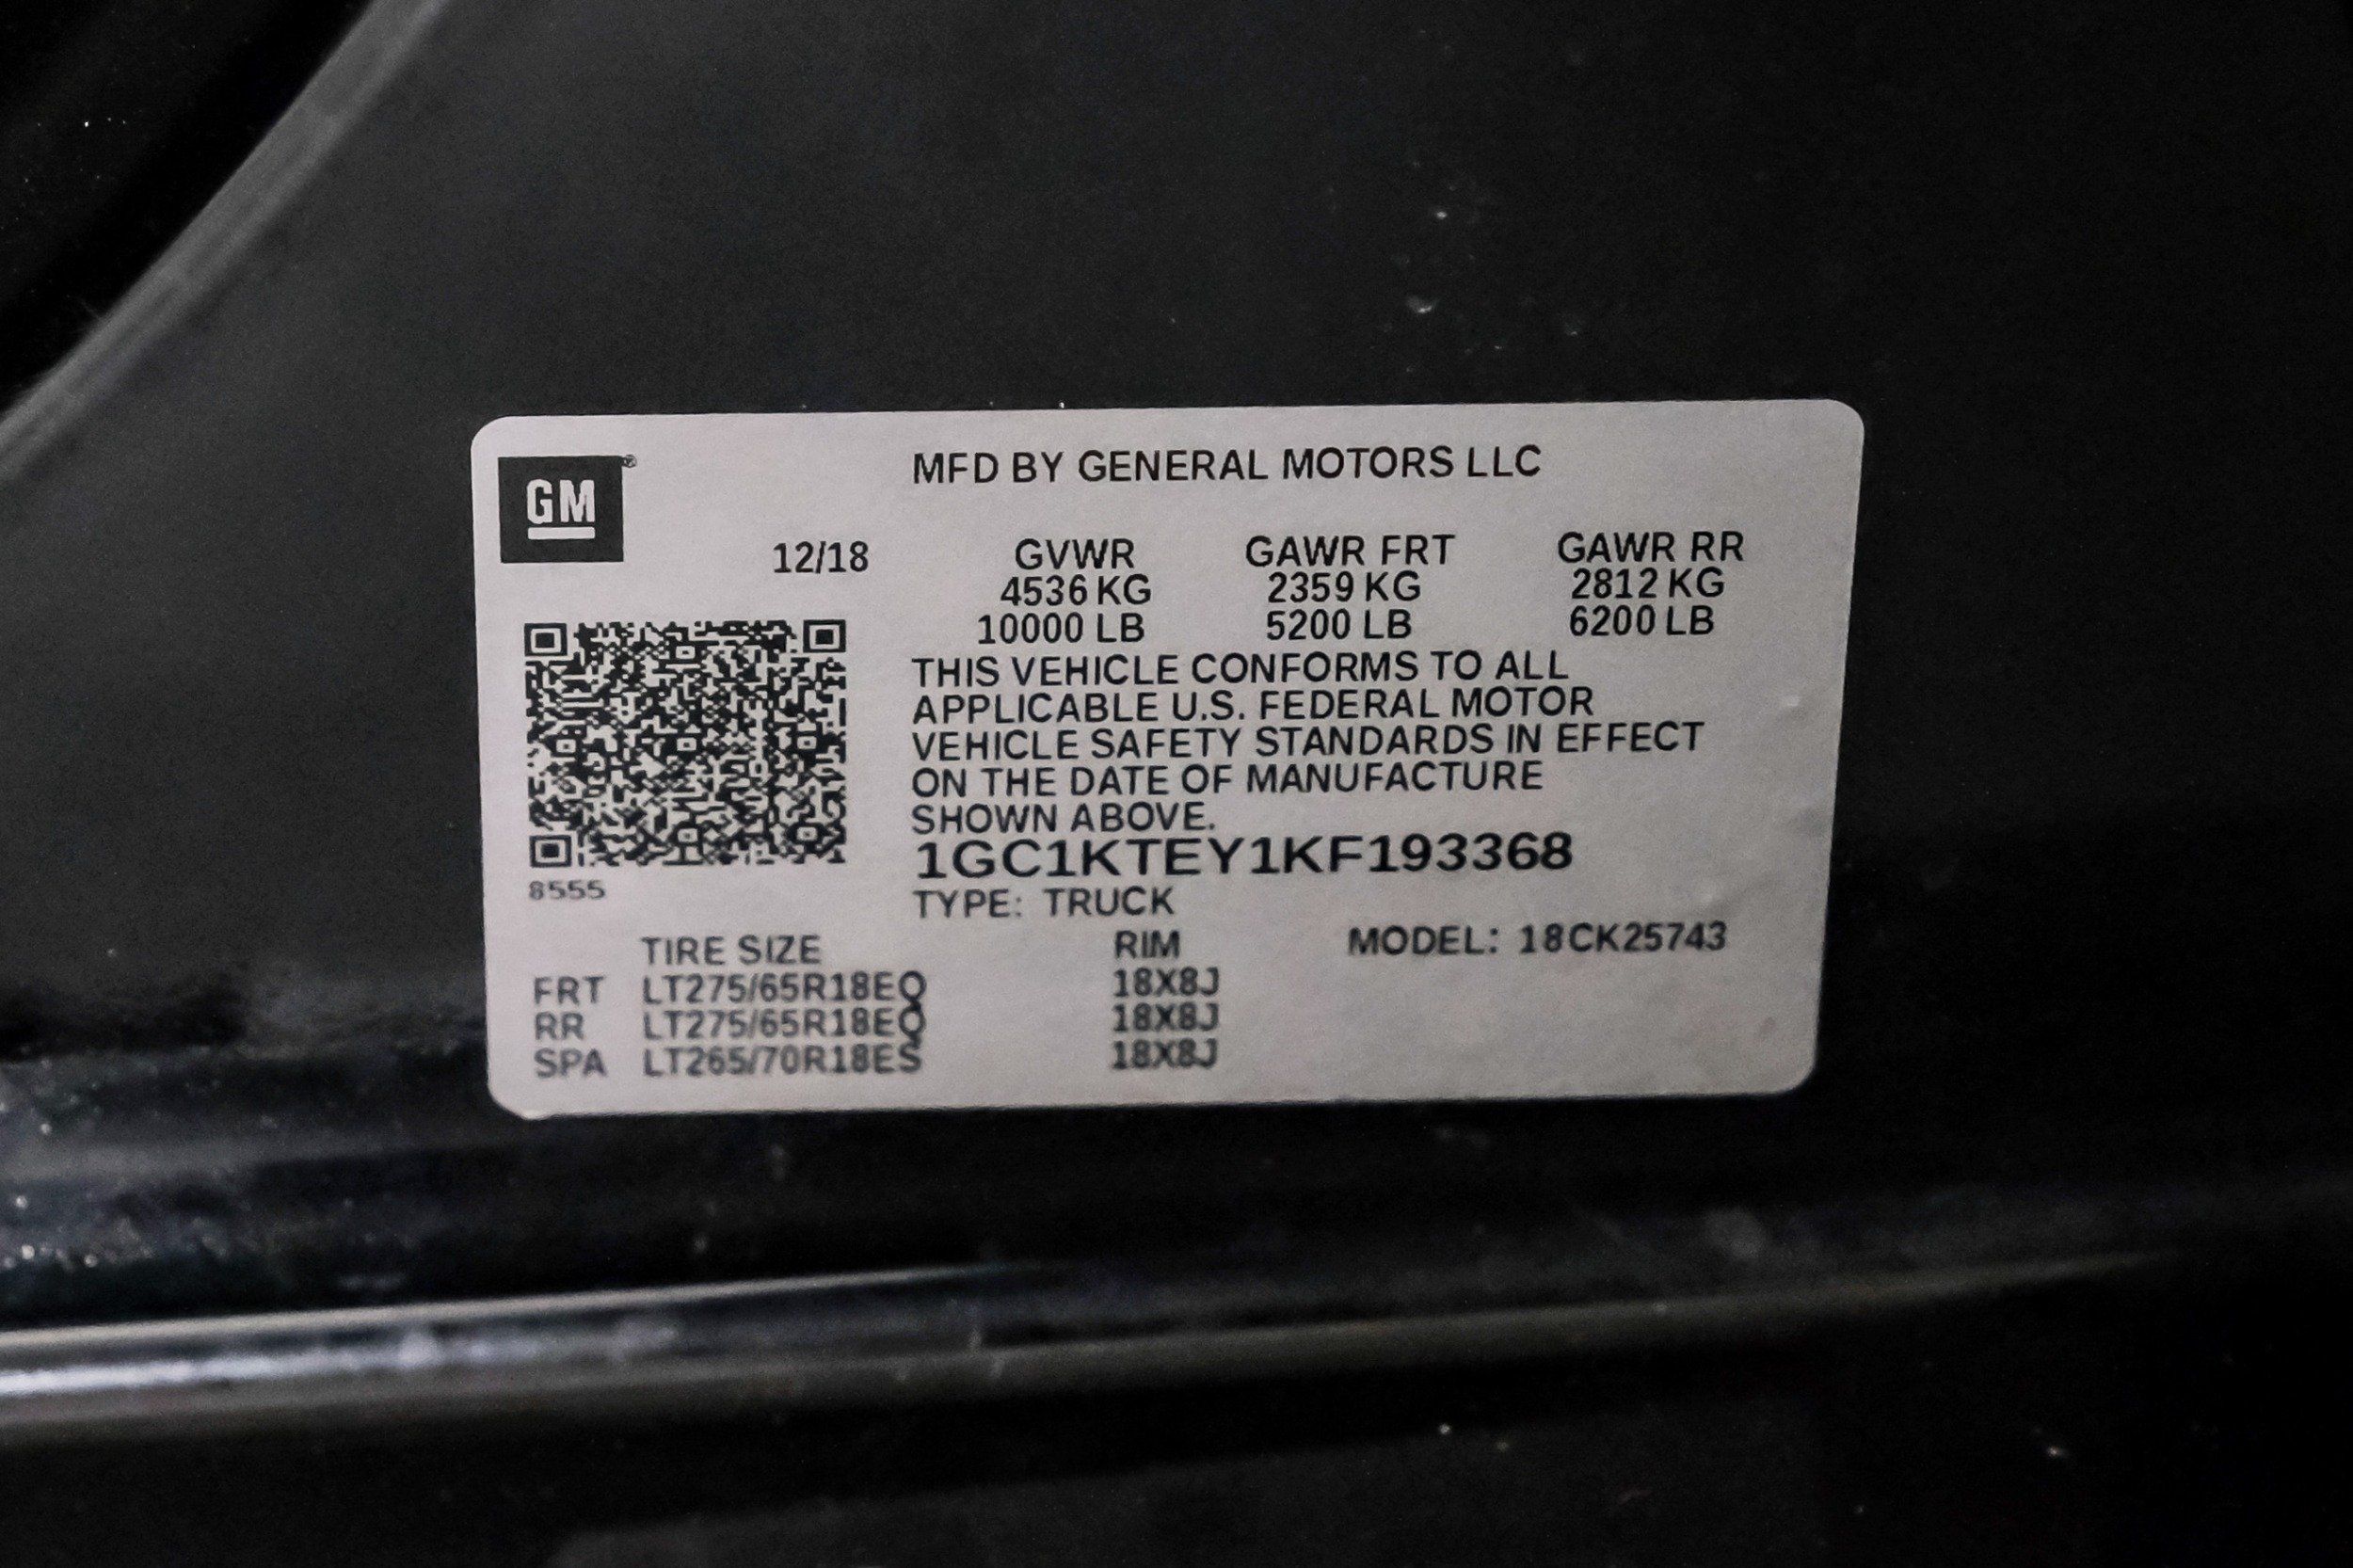 GM®
MFD BY GENERAL MOTORS LLC
12/18 GVWR GAWR FRT GAWR RR
4536 KG 2359 KG 2812 KG
10000 LB 5200 LB 6200 LB
THIS VEHICLE CONFORMS TO ALL
APPLICABLE U.S. FEDERAL MOTOR
VEHICLE SAFETY STANDARDS IN EFFECT
ON THE DATE OF MANUFACTURE
SHOWN ABOVE.
1GC1KTEY1KF193368
8555
TYPE: TRUCK
TIRE SIZE RIM MODEL: 18CK25743
FRT LT275/65R18EQ 18X8J
RR LT275/65R18EQ 18X8J
SPA LT265/70R18ES 18X8J